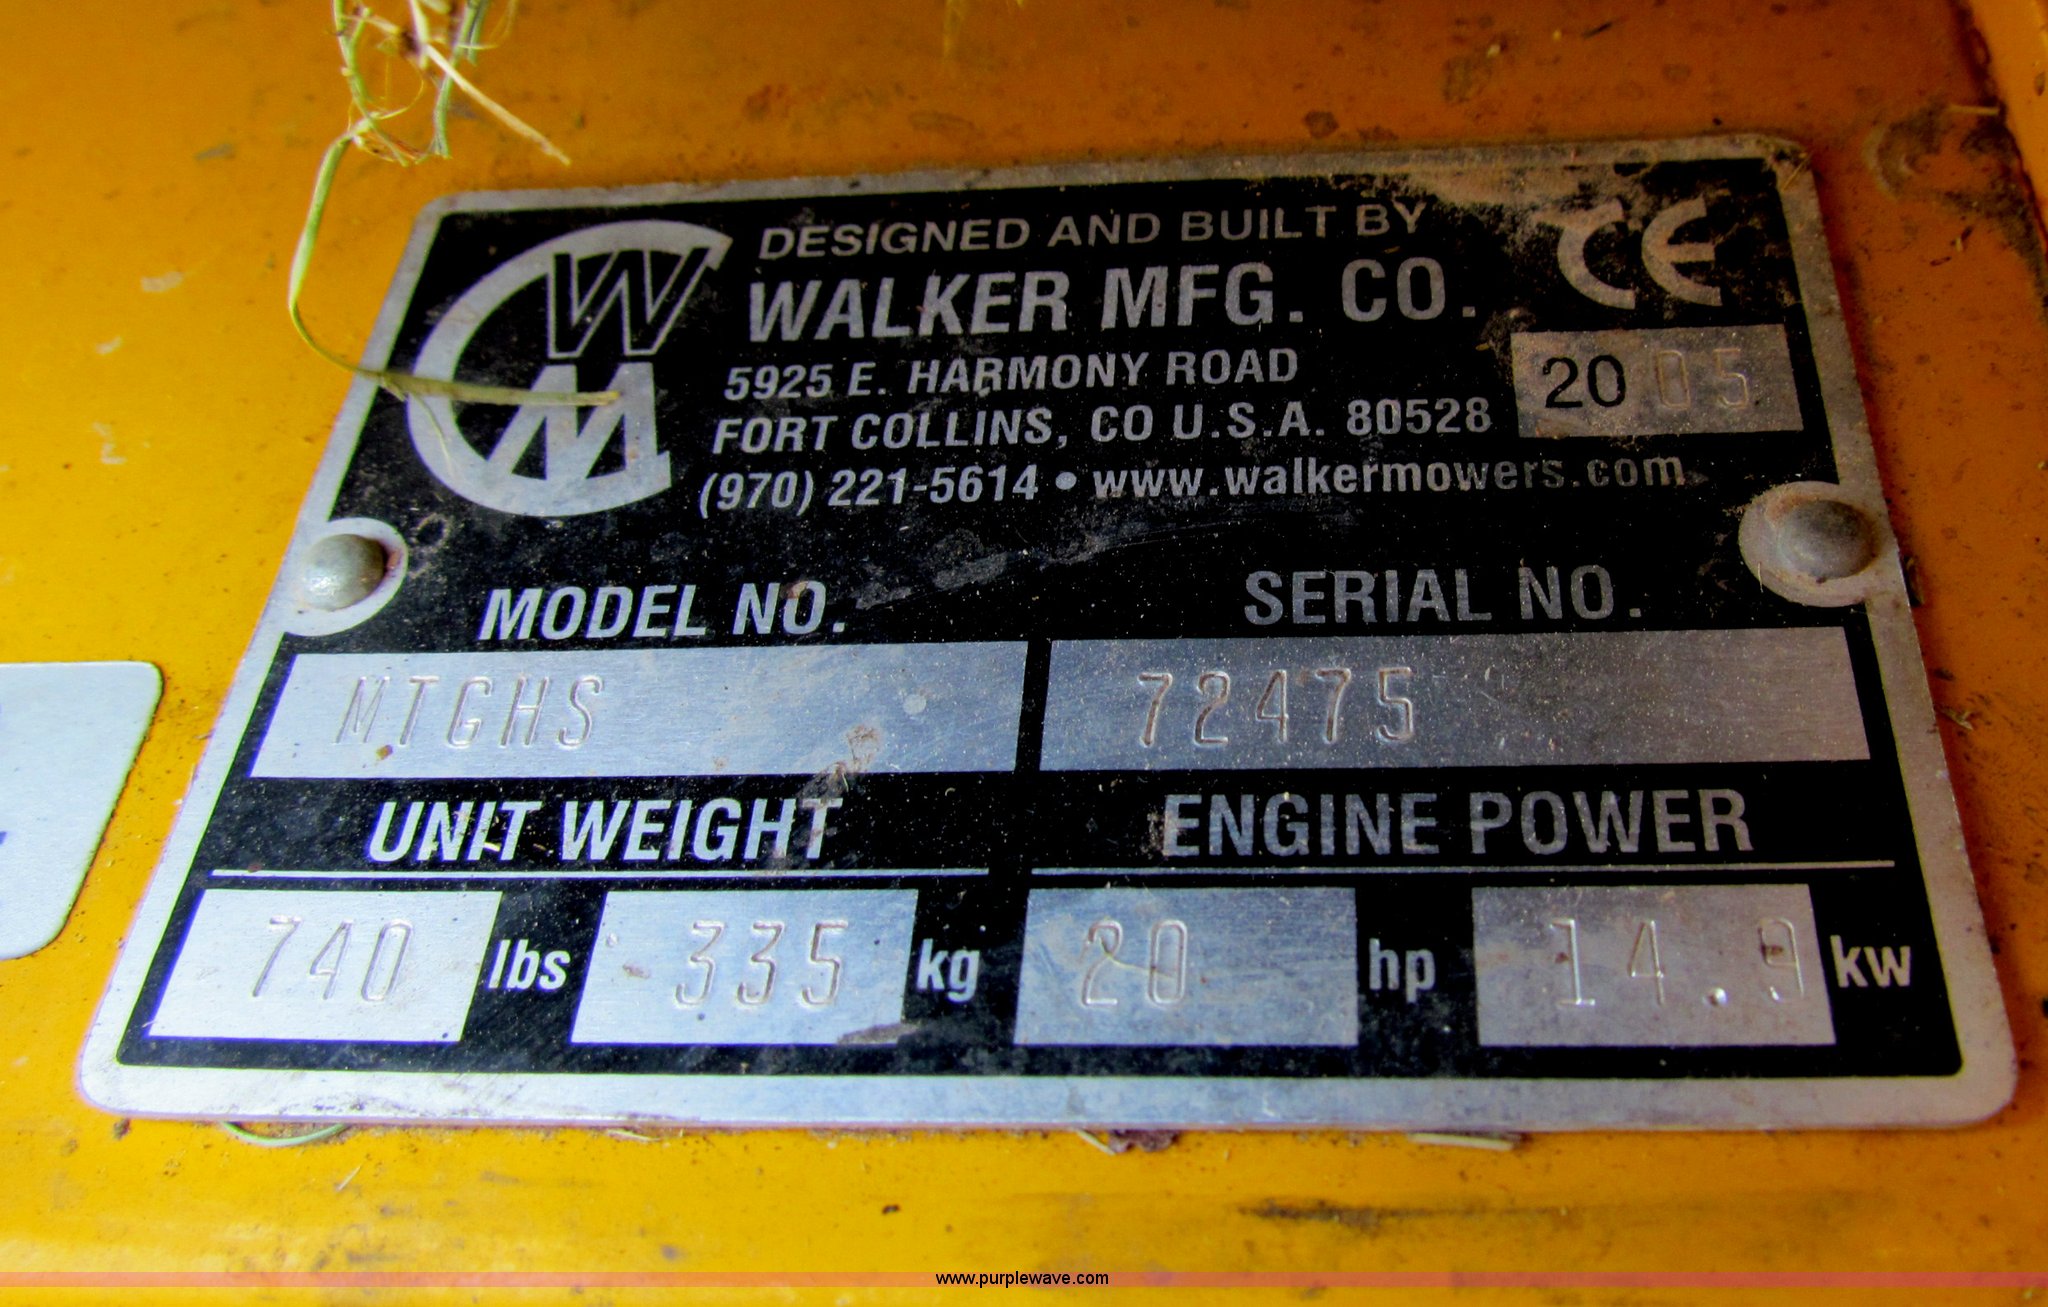 WM
DESIGNED AND BUILT BY
WALKER MFG. CO.
CE
5925 E. HARMONY ROAD
2005
FORT COLLINS, CO U.S.A. 80528
(970) 221-5614 • www.walkermowers.com
MODEL NO. SERIAL NO.
MTGHS 72475
UNIT WEIGHT ENGINE POWER
740 lbs 335 kg 20 hp 14.9 kw
www.purplewave.com